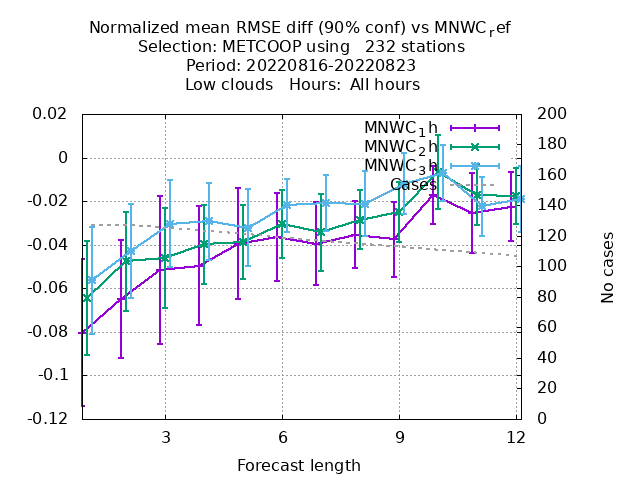 Normalized mean RMSE diff (90% conf) vs MNWC_ref
Selection: METCOOP using   232 stations
Period: 20220816-20220823
Low clouds   Hours:  All hours
0.02
0
-0.02
-0.04
-0.06
-0.08
-0.1
-0.12
MNWC_1h
MNWC_2h
MNWC_3h
Cases
200
180
160
140
120
100
80
60
40
20
0
No cases
3 6 9 12
Forecast length